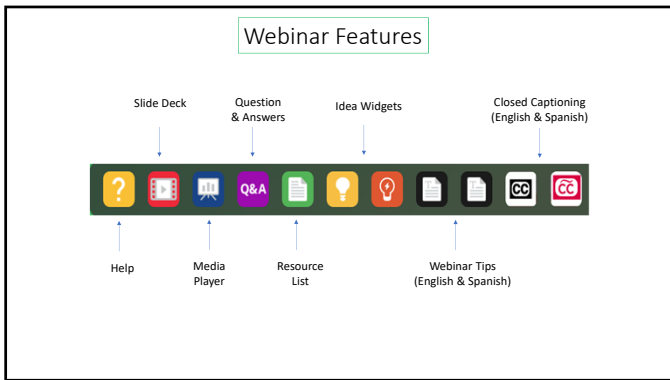 Webinar Features
Slide Deck
Question
& Answers
Idea Widgets
Closed Captioning
(English & Spanish)
?
Q&A
CC
CC
Help
Media
Player
Resource
List
Webinar Tips
(English & Spanish)